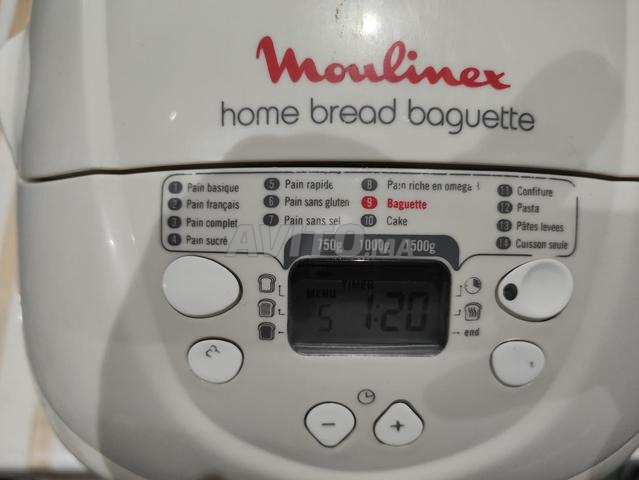 Moulinex
home bread baguette
1 Pain basique
2 Pain français
3 Pain complet
4 Pain sucré
5 Pain rapide
6 Pain sans gluten
7 Pain sans sel
8 Pain riche en omega 3
9 Baguette
10 Cake
11 Confiture
12 Pasta
13 Pâtes levées
14 Cuisson seule
AVITO.MA
750g 1000g 1500g
TIMER
MENU
5 1:20
end
- +